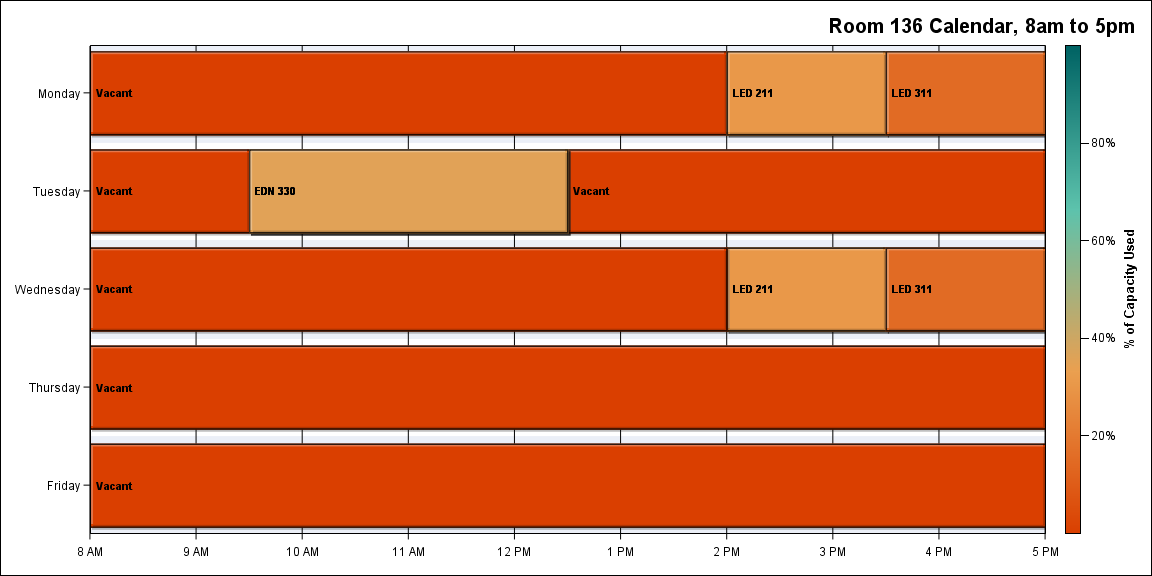 Room 136 Calendar, 8am to 5pm
Monday
Vacant
LED 211
LED 311
80%
Tuesday
Vacant
EDN 330
Vacant
60%
% of Capacity Used
Wednesday
Vacant
LED 211
LED 311
40%
Thursday
Vacant
20%
Friday
Vacant
8 AM 9 AM 10 AM 11 AM 12 PM 1 PM 2 PM 3 PM 4 PM 5 PM